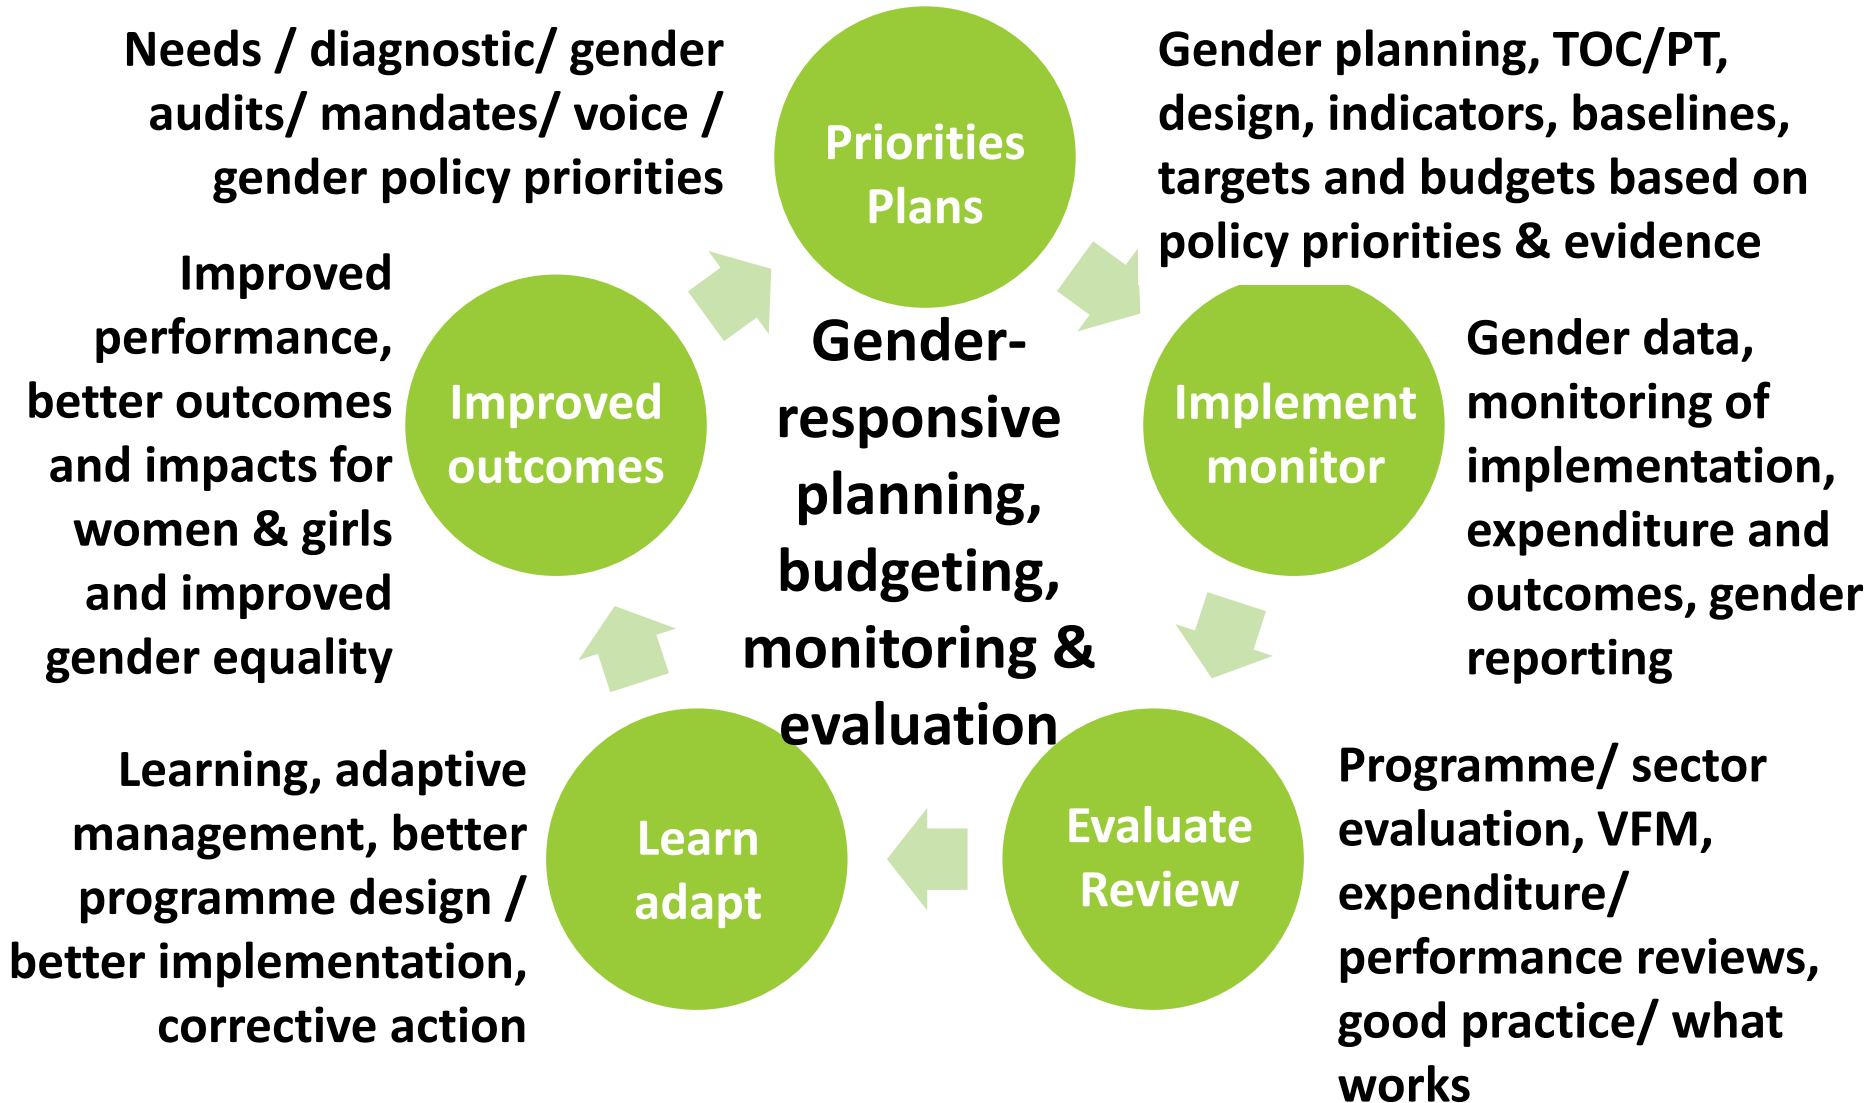 Needs / diagnostic/ gender
audits/ mandates/ voice /
gender policy priorities
Priorities
Plans
Gender planning, TOC/PT,
design, indicators, baselines,
targets and budgets based on
policy priorities & evidence
Implement
monitor
Gender data,
monitoring of
implementation,
expenditure and
outcomes, gender
reporting
Evaluate
Review
Programme/ sector
evaluation, VFM,
expenditure/
performance reviews,
good practice/ what
works
Learn
adapt
Learning, adaptive
management, better
programme design /
better implementation,
corrective action
Improved
outcomes
Improved
performance,
better outcomes
and impacts for
women & girls
and improved
gender equality
Gender-
responsive
planning,
budgeting,
monitoring &
evaluation